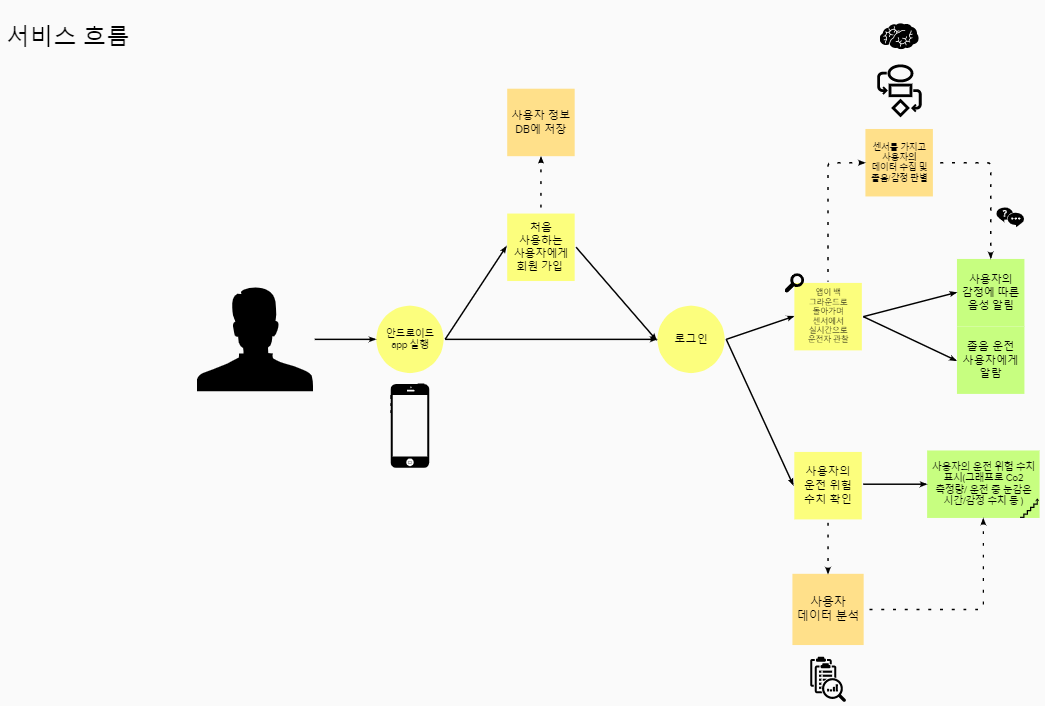 서비스 흐름
사용자 정보
DB에 저장
처음
사용하는
사용자에게
회원 가입
안드로이드
app 실행
로그인
센서를 가지고
사용자의
데이터 수집 및
졸음/감정 판별
?
앱이 백
그라운드로
돌아가며
센서에서
실시간으로
운전자 관찰
사용자의
감정에 따른
음성 알림
졸음 운전
사용자에게
알람
사용자의
운전 위험
수치 확인
사용자의 운전 위험 수치
표시(그래프로 Co2
측정량/ 운전 중 눈감은
시간/감정 수치 등 )
사용자
데이터 분석